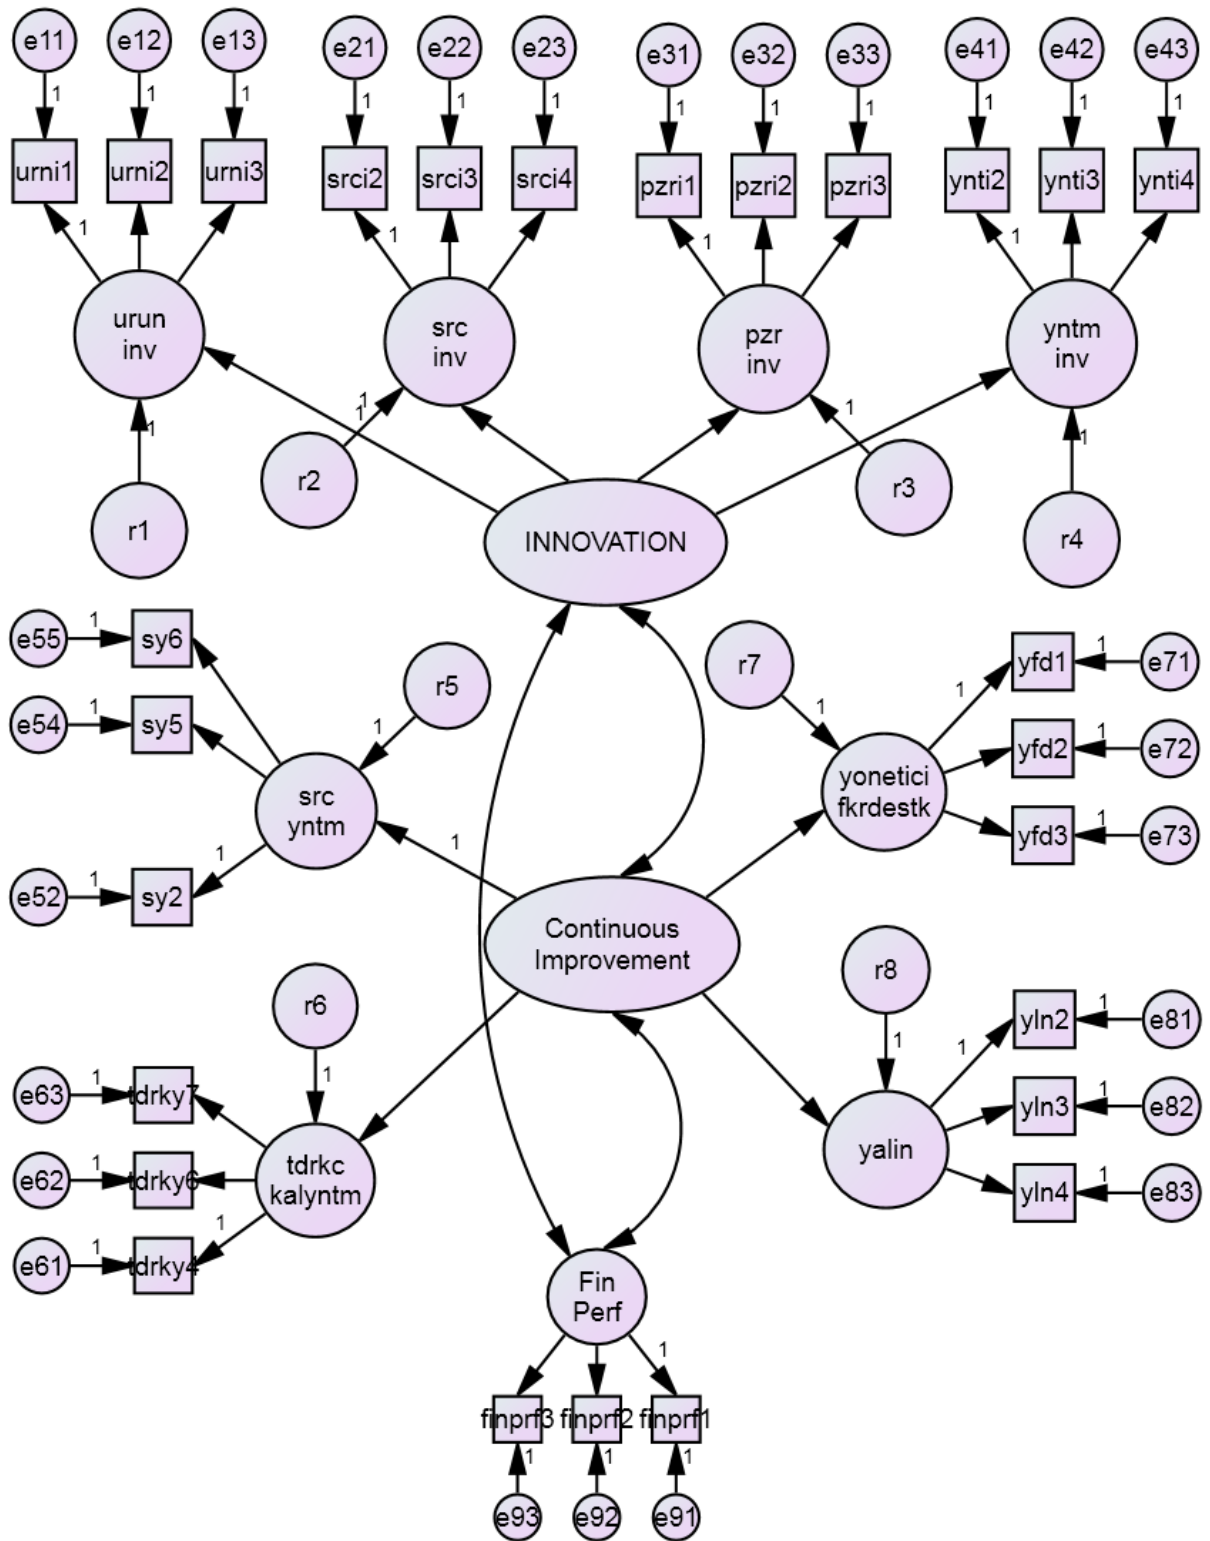 e11
e12
e13
e21
e22
e23
e31
e32
e33
e41
e42
e43
1
1
1
1
1
1
1
1
1
1
1
1
urni1
urni2
urni3
srci2
srci3
srci4
pzri1
pzri2
pzri3
ynti2
ynti3
ynti4
1
1
1
1
urun
inv
src
inv
pzr
inv
yntm
inv
1
1
1
1
1
r1
r2
r3
r4
INNOVATION
e55
1
sy6
e54
1
sy5
e52
1
sy2
r5
1
src
yntm
1
1
r7
1
yonetici
fkrdestk
1
yfd1
1
e71
yfd2
1
e72
yfd3
1
e73
Continuous
Improvement
r6
1
e63
1
tdrky7
e62
1
tdrky6
e61
1
tdrky4
1
tdrkc
kalyntm
r8
1
yalin
1
yln2
1
e81
yln3
1
e82
yln4
1
e83
Fin
Perf
1
finprf3
finprf2
finprf1
1
1
1
e93
e92
e91